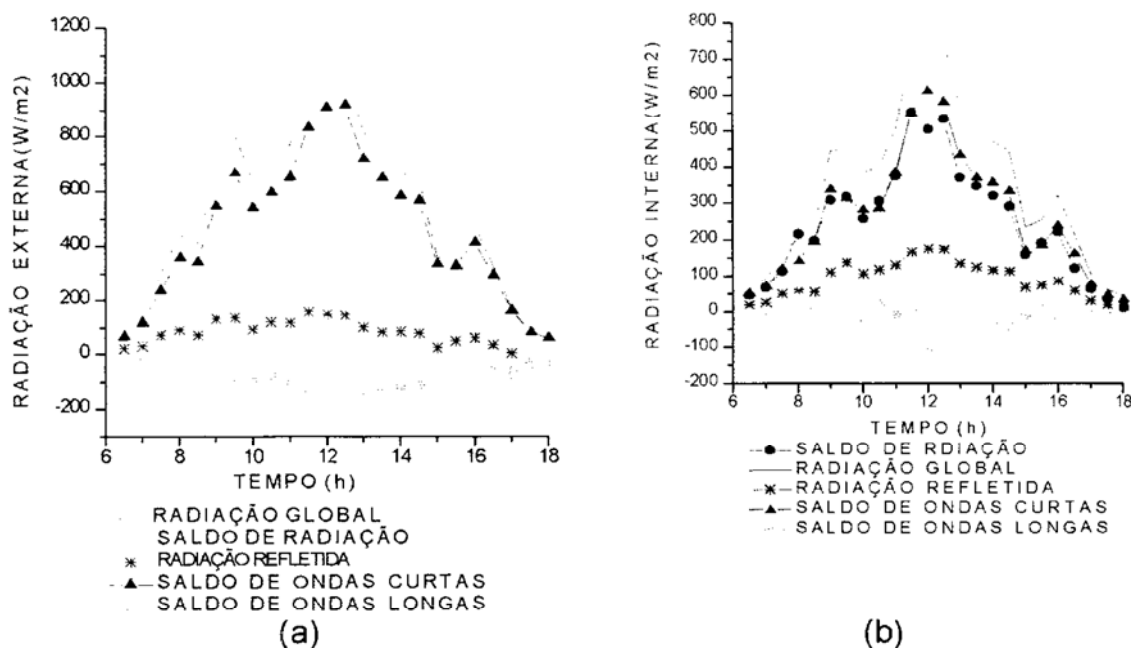 RADIAÇÃO EXTERNA(W/m2)
1200
1000
800
600
400
200
0
-200
6 8 10 12 14 16 18
TEMPO (h)
RADIAÇÃO GLOBAL
SALDO DE RADIAÇÃO
RADIAÇÃO REFLETIDA
SALDO DE ONDAS CURTAS
SALDO DE ONDAS LONGAS
(a)
RADIAÇÃO INTERNA(W/m2)
800
700
600
500
400
300
200
100
0
-100
-200
6 8 10 12 14 16 18
TEMPO (h)
SALDO DE RDIAÇÃO
RADIAÇÃO GLOBAL
RADIAÇÃO REFLETIDA
SALDO DE ONDAS CURTAS
SALDO DE ONDAS LONGAS
(b)